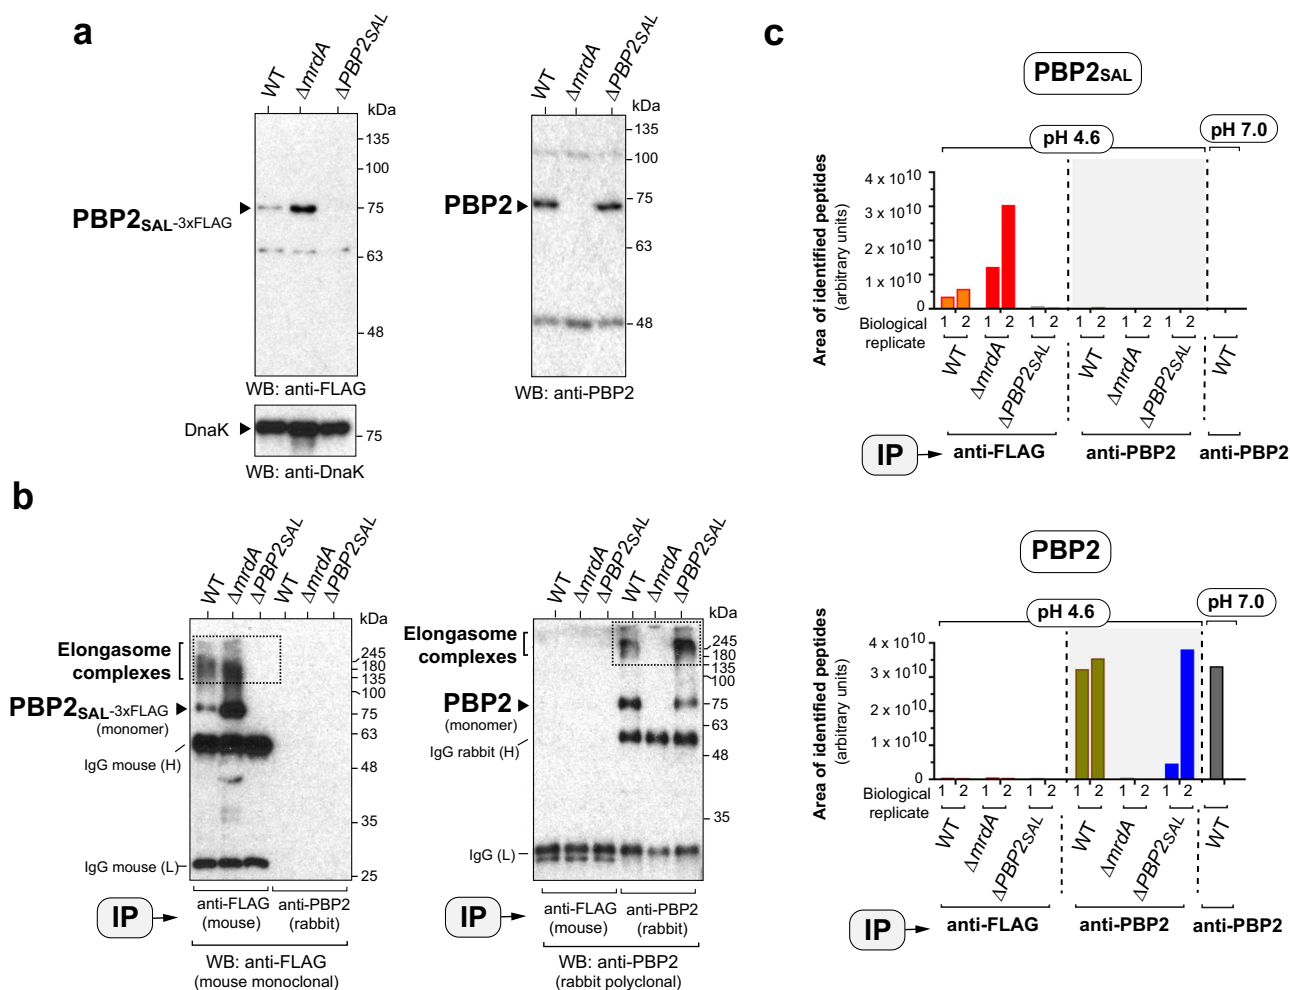 a
WT
ΔmrdA
ΔPBP2SAL
kDa
135
100
75
63
48
PBP2SAL-3xFLAG
WB: anti-FLAG
DnaK
75
WB: anti-DnaK
WT
ΔmrdA
ΔPBP2SAL
kDa
135
100
75
63
48
PBP2
WB: anti-PBP2
b
WT
ΔmrdA
ΔPBP2SAL
WT
ΔmrdA
ΔPBP2SAL
kDa
245
180
135
100
75
63
48
35
25
Elongasome
complexes
PBP2SAL-3xFLAG
(monomer)
IgG mouse (H)
IgG mouse (L)
IP
anti-FLAG
(mouse)
anti-PBP2
(rabbit)
WB: anti-FLAG
(mouse monoclonal)
WT
ΔmrdA
ΔPBP2SAL
WT
ΔmrdA
ΔPBP2SAL
kDa
245
180
135
100
75
63
48
35
Elongasome
complexes
PBP2
(monomer)
IgG rabbit (H)
IgG (L)
IP
anti-FLAG
(mouse)
anti-PBP2
(rabbit)
WB: anti-PBP2
(rabbit polyclonal)
c
PBP2SAL
pH 4.6
pH 7.0
Area of identified peptides
(arbitrary units)
4 x 10^10
3 x 10^10
2 x 10^10
1 x 10^10
0
Biological
replicate
1 2 1 2 1 2 1 2 1 2 1 2
WT
ΔmrdA
ΔPBP2SAL
WT
ΔmrdA
ΔPBP2SAL
WT
IP
anti-FLAG
anti-PBP2
anti-PBP2
PBP2
pH 4.6
pH 7.0
Area of identified peptides
(arbitrary units)
4 x 10^10
3 x 10^10
2 x 10^10
1 x 10^10
0
Biological
replicate
1 2 1 2 1 2 1 2 1 2 1 2
WT
ΔmrdA
ΔPBP2SAL
WT
ΔmrdA
ΔPBP2SAL
WT
IP
anti-FLAG
anti-PBP2
anti-PBP2